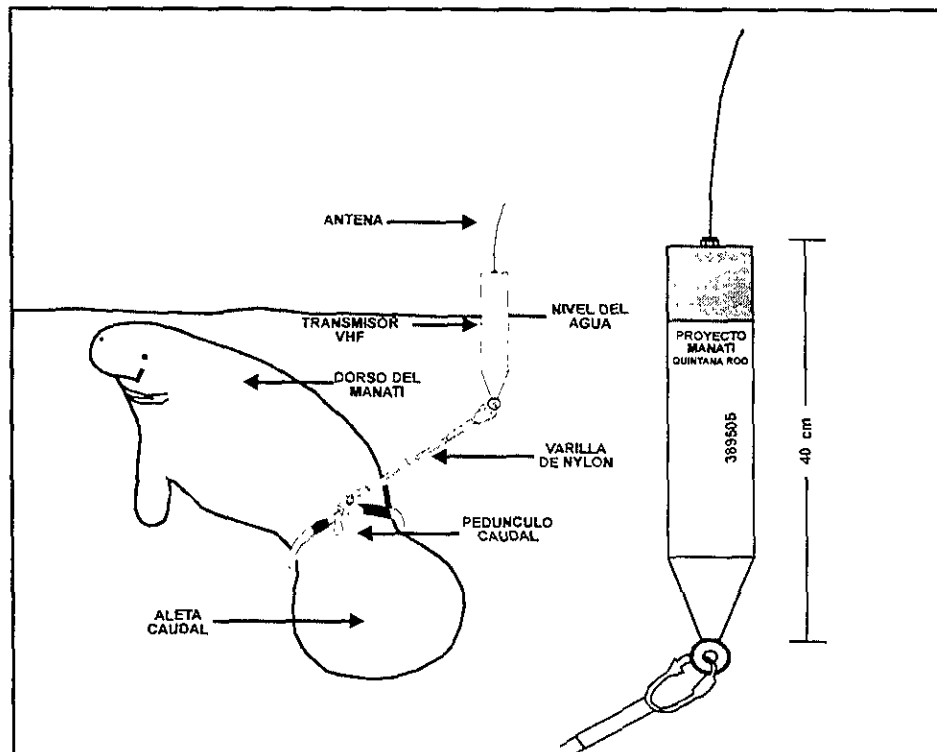 ANTENA
NIVEL DEL
AGUA
TRANSMISOR
VHF
DORSO DEL
MANATI
VARILLA
DE NYLON
PEDUNCULO
CAUDAL
ALETA
CAUDAL
PROYECTO
MANATI
QUINTANA ROO
389505
40 cm